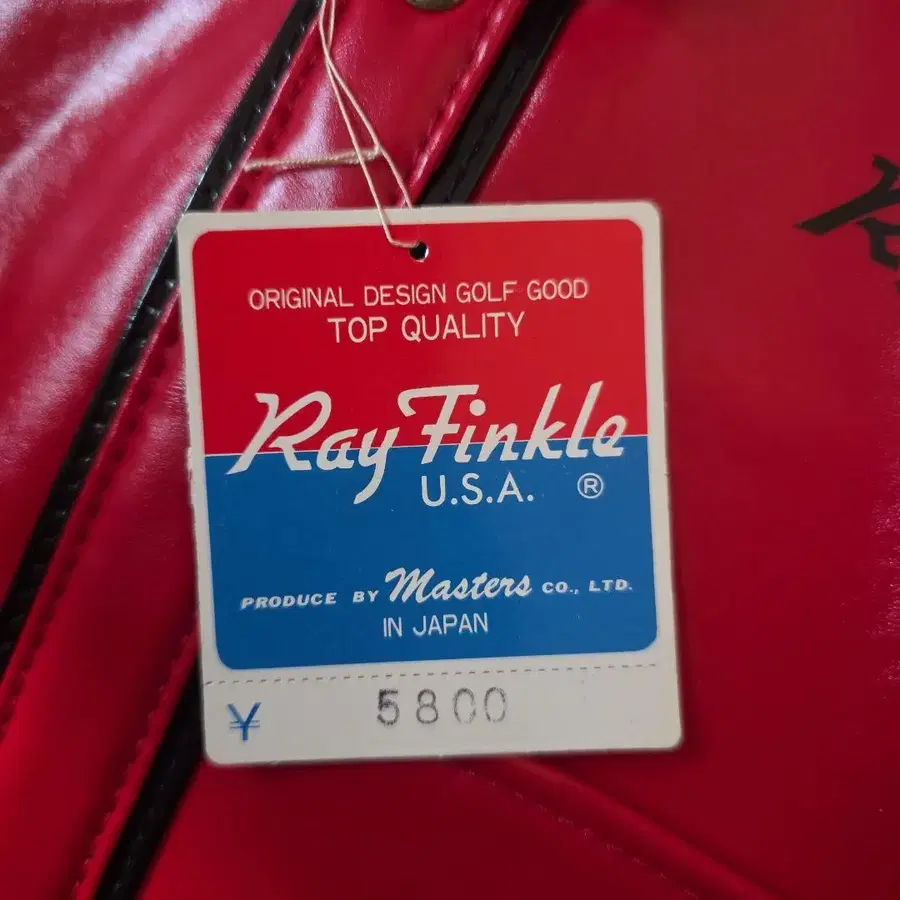 ORIGINAL DESIGN GOLF GOOD
TOP QUALITY
Ray Finkle
U.S.A. ®
PRODUCE BY Masters CO., LTD.
IN JAPAN
¥ 5800